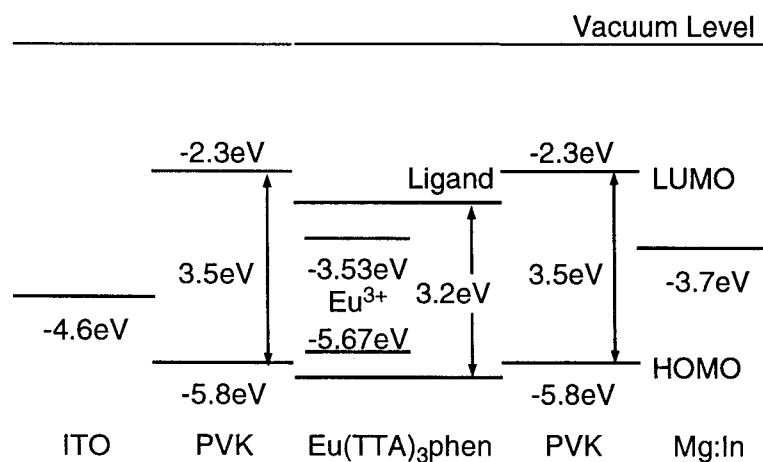 Vacuum Level
-2.3eV -2.3eV
Ligand LUMO
3.5eV -3.53eV 3.2eV 3.5eV -3.7eV
Eu³⁺
-4.6eV -5.67eV
HOMO
-5.8eV -5.8eV
ITO PVK Eu(TTA)₃phen PVK Mg:In